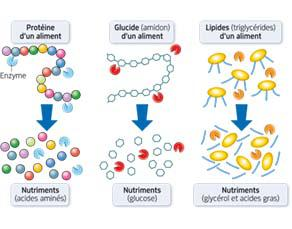 Protéine
d'un aliment
Glucide (amidon)
d'un aliment
Lipides (triglycérides)
d'un aliment
Enzyme
Nutriments
(acides aminés)
Nutriments
(glucose)
Nutriments
(glycérol et acides gras)